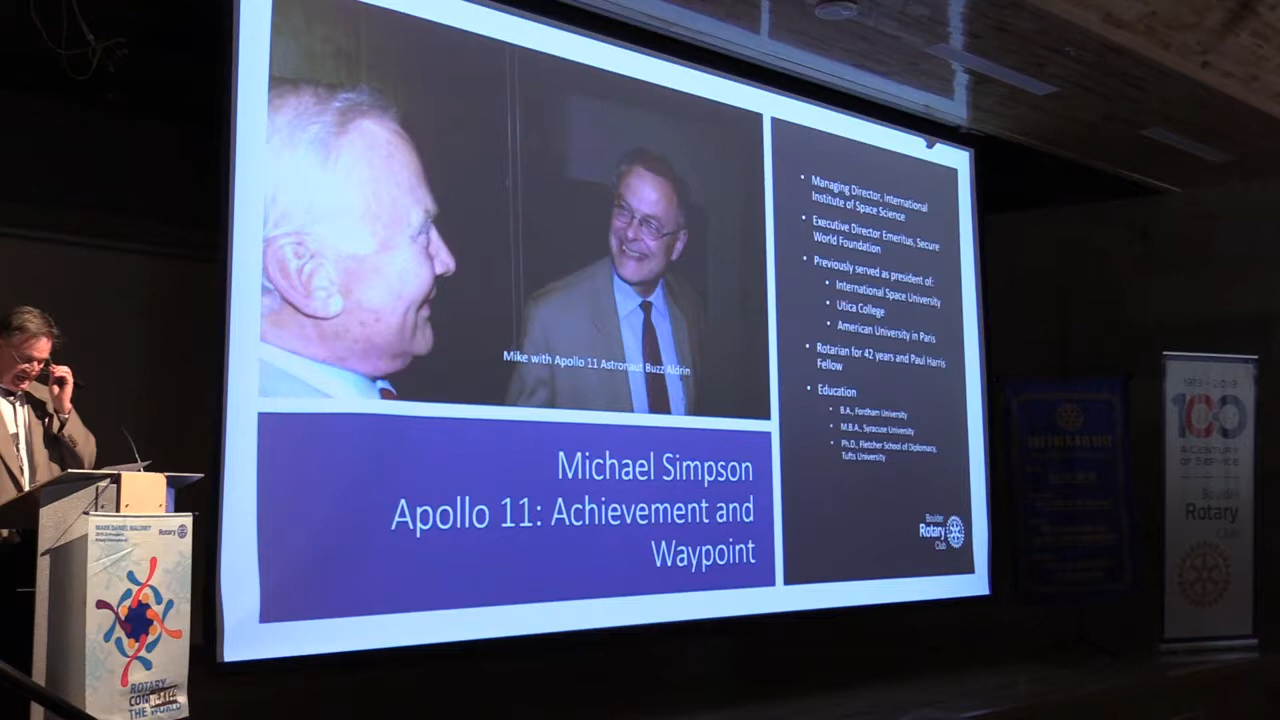 Mike with Apollo 11 Astronaut Buzz Aldrin
Michael Simpson
Apollo 11: Achievement and
Waypoint
• Managing Director, International
Institute of Space Science
• Executive Director Emeritus, Secure
World Foundation
• Previously served as president of:
• International Space University
• Utica College
• American University in Paris
• Rotarian for 42 years and Paul Harris
Fellow
• Education
• B.A., Fordham University
• M.B.A., Syracuse University
• Ph.D., Fletcher School of Diplomacy,
Tufts University
Boulder
Rotary
Club
MARK DANIEL MALONEY
Rotary
ROTARY
THE WORLD
1919 - 2019
100
A CENTURY
OF SERVICE
Boulder
Rotary
Club